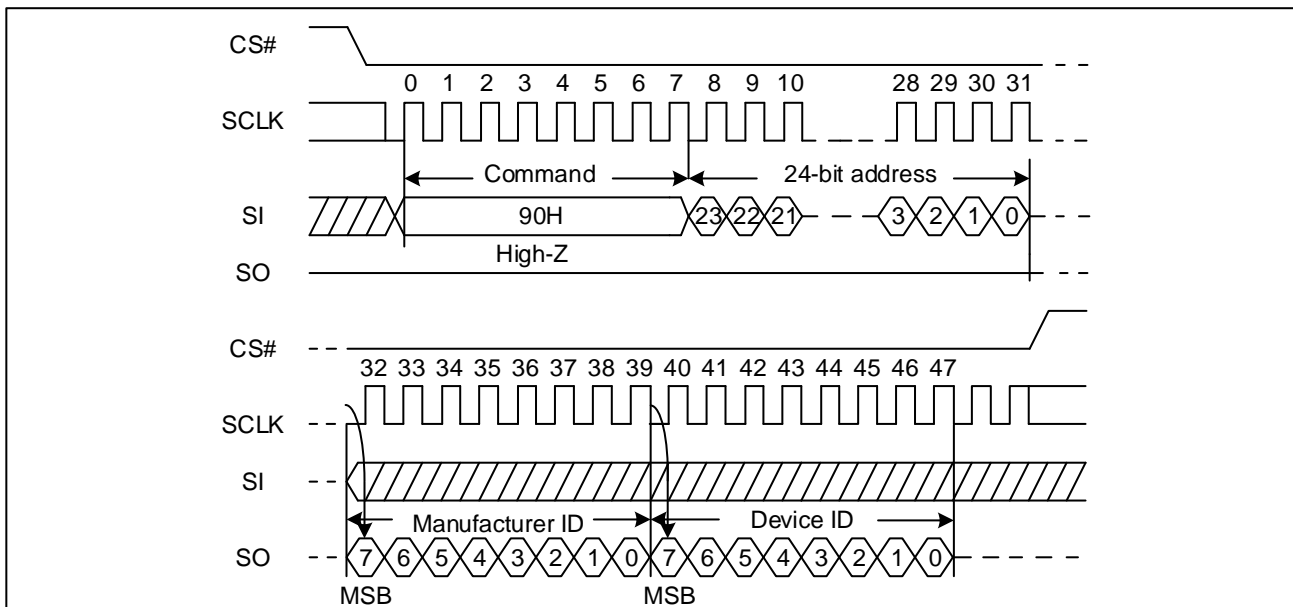 CS#
0 1 2 3 4 5 6 7 8 9 10 28 29 30 31
SCLK
Command 24-bit address
SI 90H 23 22 21 3 2 1 0
High-Z
SO
CS#
32 33 34 35 36 37 38 39 40 41 42 43 44 45 46 47
SCLK
SI
Manufacturer ID Device ID
SO 7 6 5 4 3 2 1 0 7 6 5 4 3 2 1 0
MSB MSB